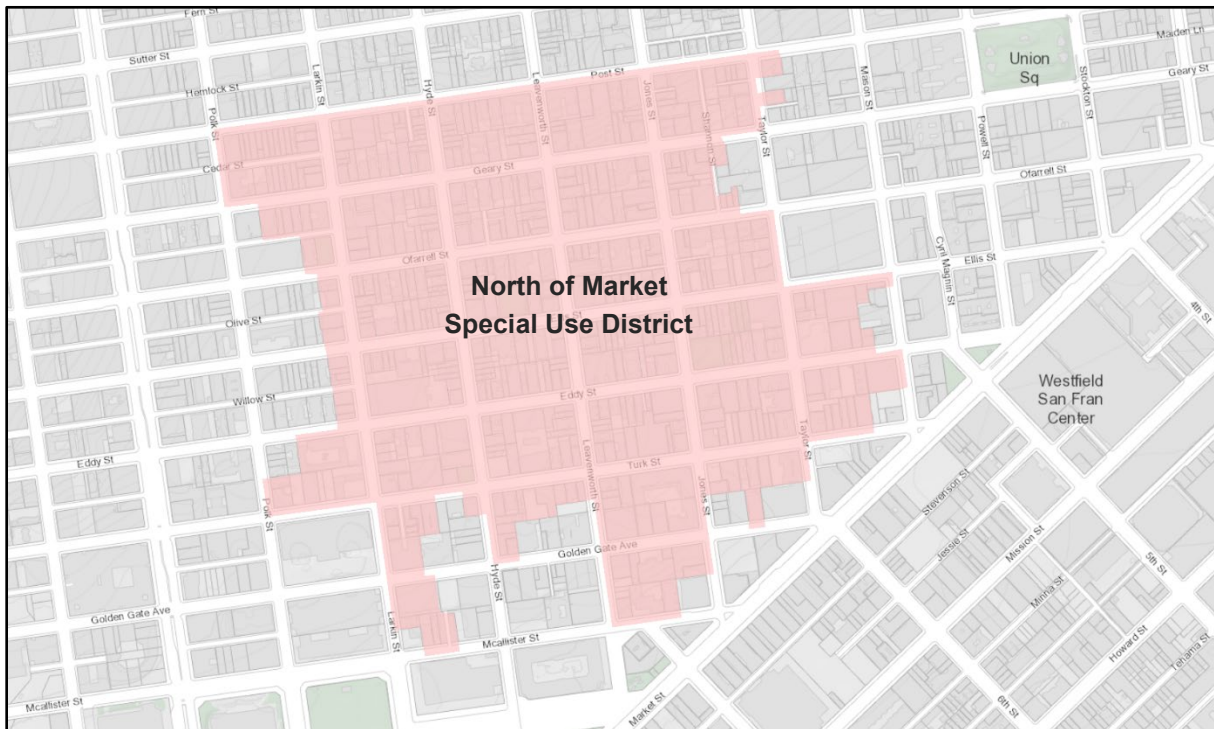 Fern St
Sutter St
Hemlock St
Larkin St
Hyde St
Leavenworth St
Post St
Jones St
Shannon St
Taylor St
Mason St
Union
Sq
Stockton St
Maiden Ln
Geary St
Powell St
Polk St
Cedar St
Geary St
Ofarrell St
Ofarrell St
Cyril Magnin St
Ellis St
4th St
North of Market
Special Use District
Olive St
Willow St
Eddy St
Eddy St
Westfield
San Fran
Center
Taylor St
Leavenworth St
Turk St
Jones St
Polk St
Stevenson St
Jessie St
Mission St
Minna St
5th St
Golden Gate Ave
Hyde St
Golden Gate Ave
Larkin St
Mcallister St
Howard St
Tehama St
Mcallister St
Market St
6th St